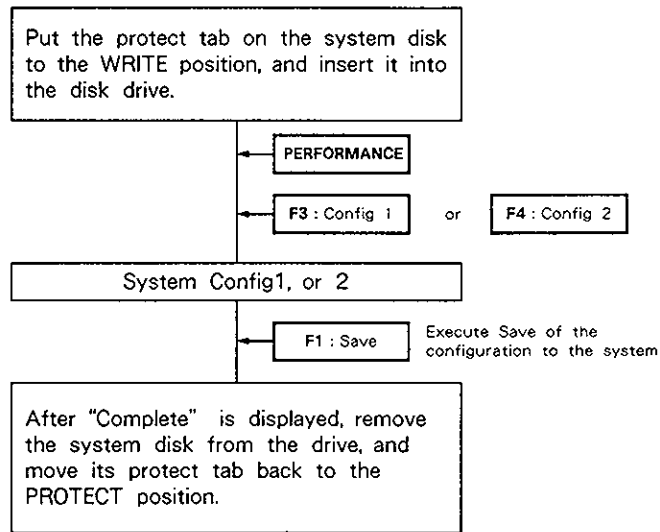 Put the protect tab on the system disk
to the WRITE position, and insert it into
the disk drive.
PERFORMANCE
F3 : Config 1 or F4 : Config 2
System Config1, or 2
F1 : Save
Execute Save of the
configuration to the system
After “Complete” is displayed, remove
the system disk from the drive, and
move its protect tab back to the
PROTECT position.